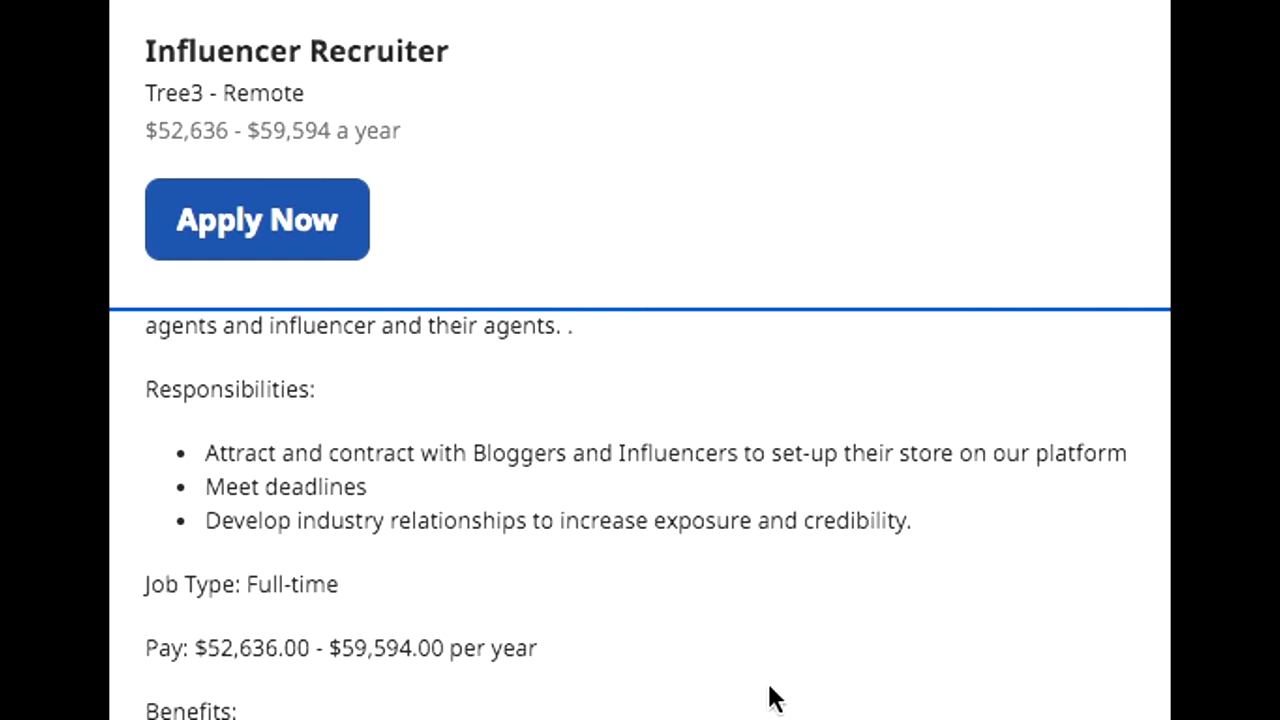 Influencer Recruiter
Tree3 - Remote
$52,636 - $59,594 a year
Apply Now
agents and influencer and their agents. .
Responsibilities:
• Attract and contract with Bloggers and Influencers to set-up their store on our platform
• Meet deadlines
• Develop industry relationships to increase exposure and credibility.
Job Type: Full-time
Pay: $52,636.00 - $59,594.00 per year
Benefits: